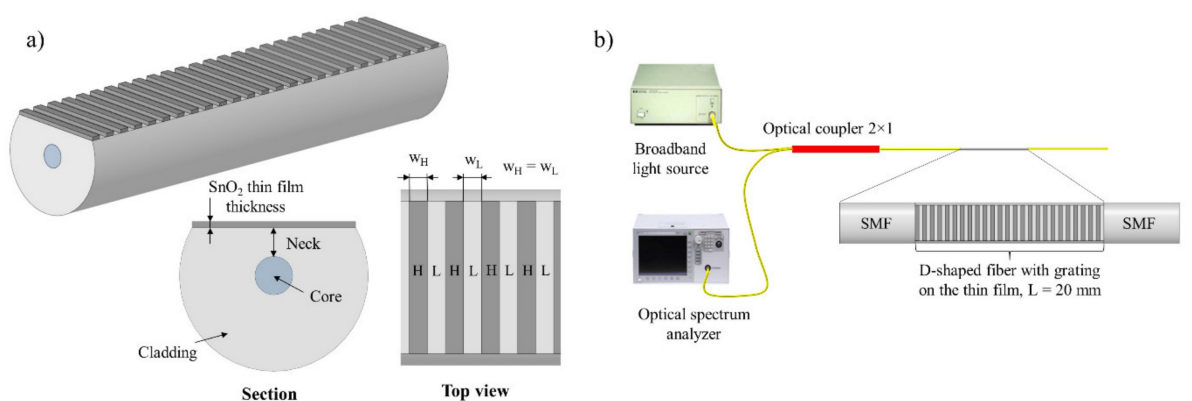 a)
SnO2 thin film
thickness
Neck
Core
Cladding
Section
wH
wL
wH = wL
H L H L H L H L
Top view
b)
Broadband
light source
Optical coupler 2×1
Optical spectrum
analyzer
SMF
SMF
D-shaped fiber with grating
on the thin film, L = 20 mm